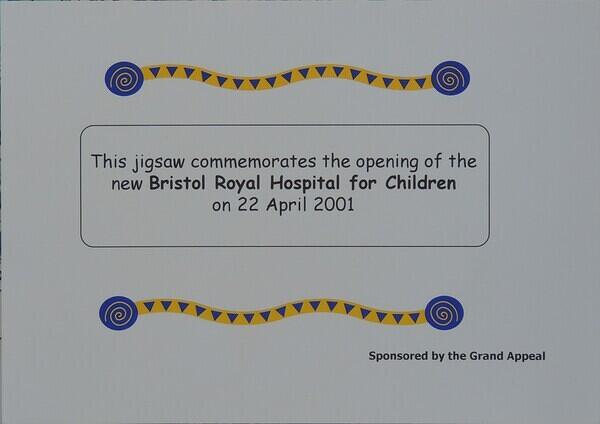 This jigsaw commemorates the opening of the
new Bristol Royal Hospital for Children
on 22 April 2001
Sponsored by the Grand Appeal